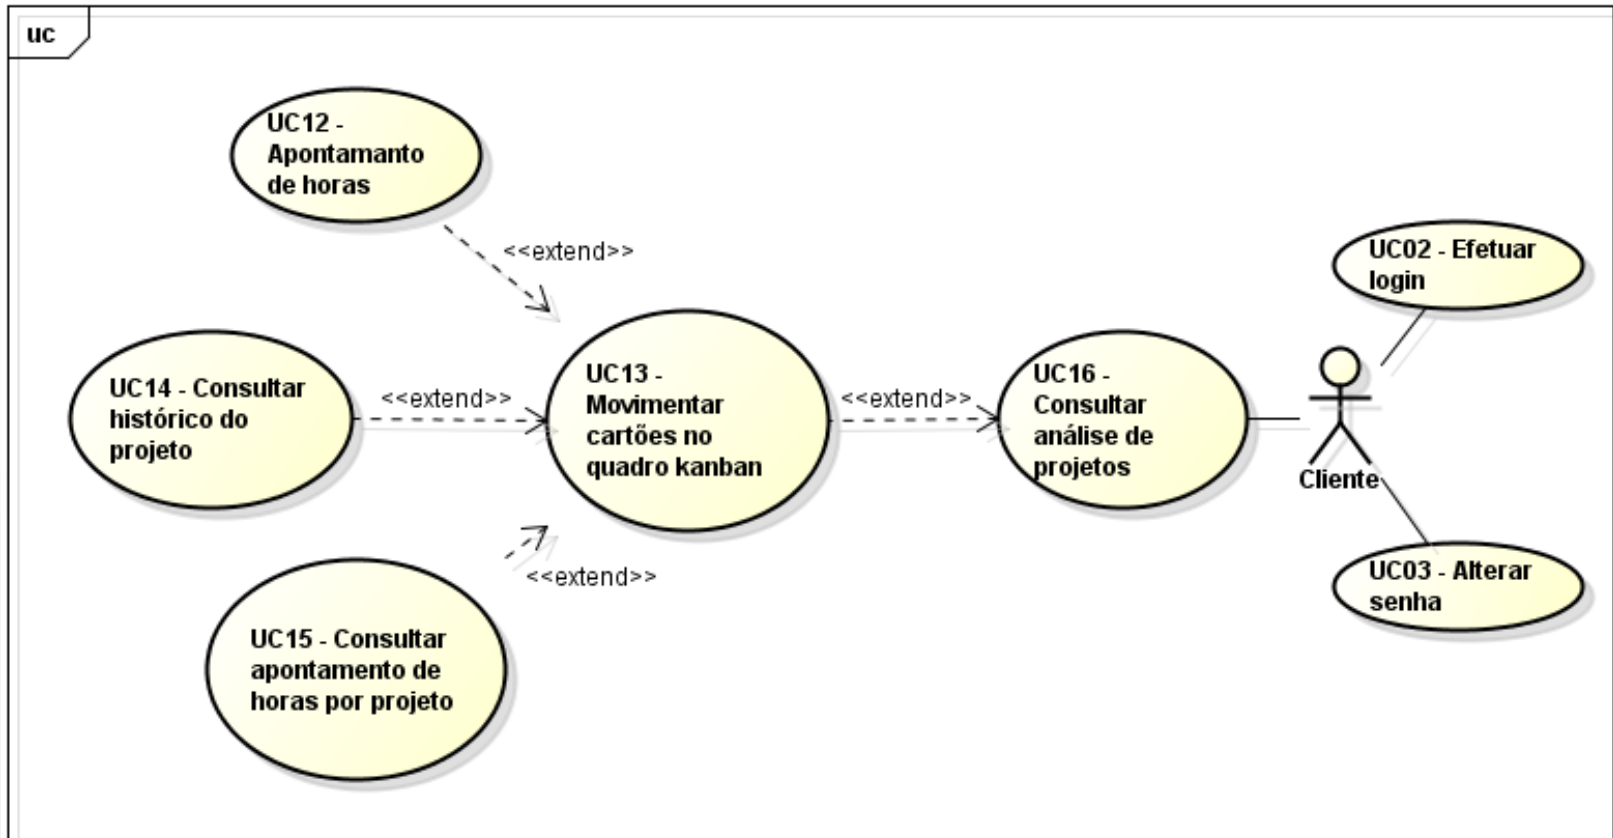 uc
UC12 -
Apontamanto
de horas
<<extend>>
UC02 - Efetuar
login
UC14 - Consultar
histórico do
projeto
<<extend>>
UC13 -
Movimentar
cartões no
quadro kanban
<<extend>>
UC16 -
Consultar
análise de
projetos
Cliente
<<extend>>
UC03 - Alterar
senha
UC15 - Consultar
apontamento de
horas por projeto